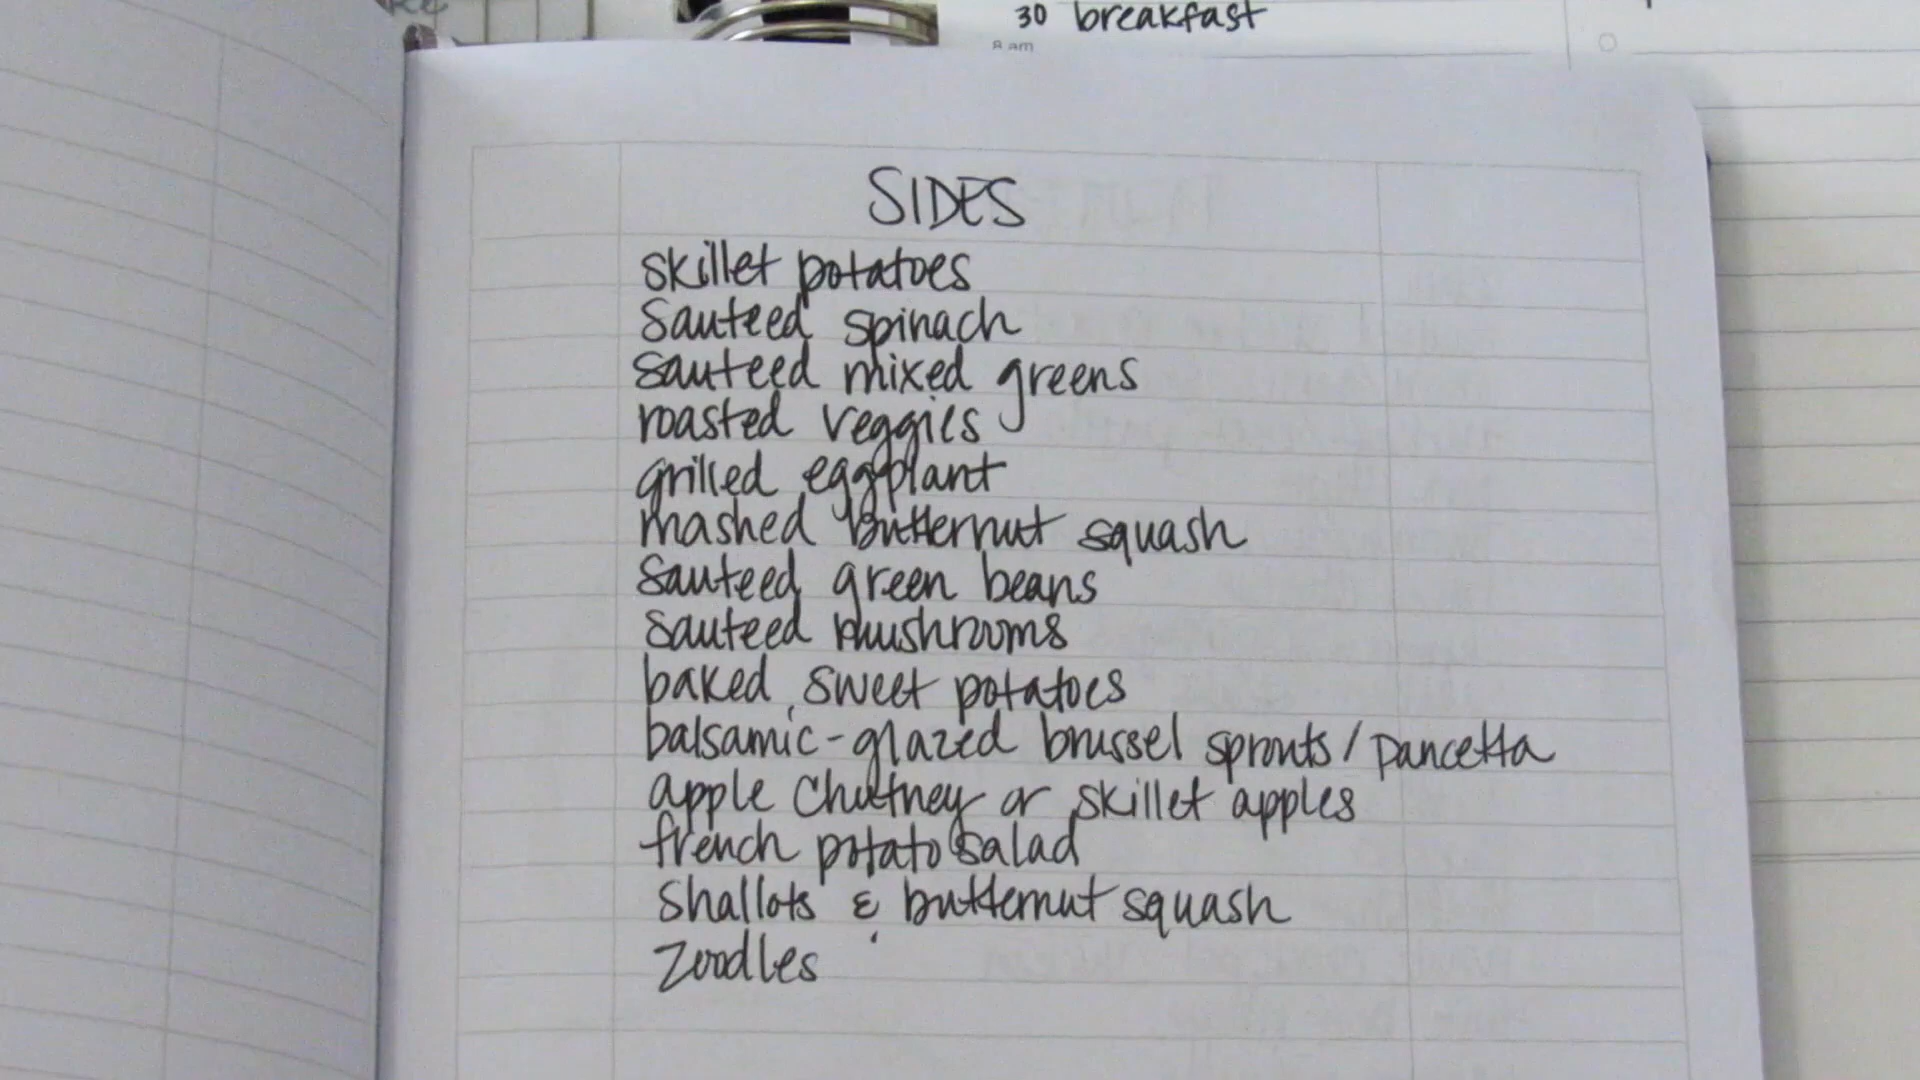 30 breakfast
8 am
SIDES
skillet potatoes
Sauteed spinach
sauteed mixed greens
roasted veggies
grilled eggplant
mashed butternut squash
sauteed green beans
sauteed mushrooms
baked sweet potatoes
balsamic-glazed brussel sprouts / pancetta
apple chutney or skillet apples
french potato salad
shallots & butternut squash
zoodles